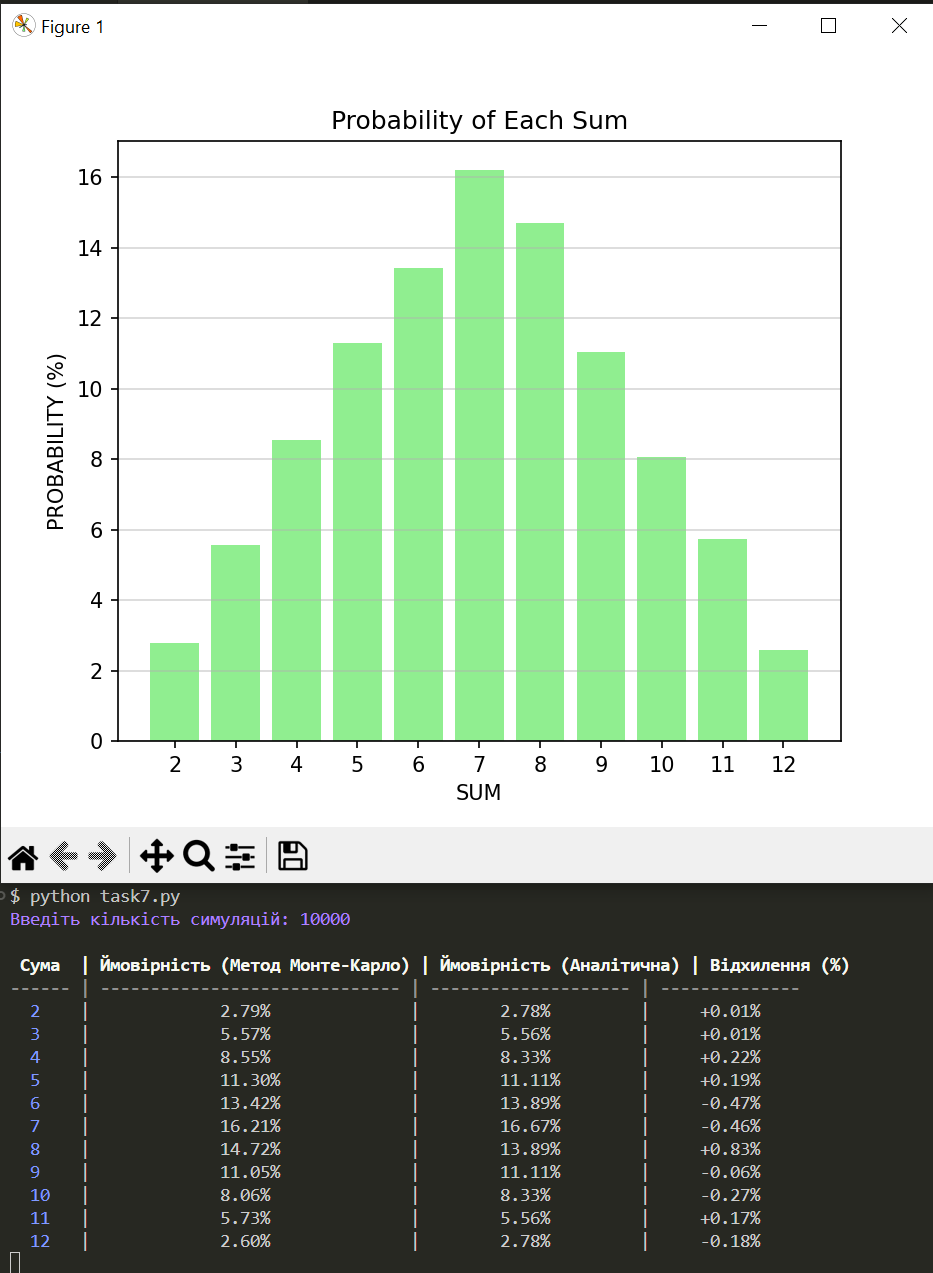 Figure 1
Probability of Each Sum
16
14
12
10
8
6
4
2
0
PROBABILITY (%)
2 3 4 5 6 7 8 9 10 11 12
SUM
$ python task7.py
Введіть кількість симуляцій: 10000
Сума | Ймовірність (Метод Монте-Карло) | Ймовірність (Аналітична) | Відхилення (%)
------ | ------------------------------ | -------------------- | --------------
2 | 2.79% | 2.78% | +0.01%
3 | 5.57% | 5.56% | +0.01%
4 | 8.55% | 8.33% | +0.22%
5 | 11.30% | 11.11% | +0.19%
6 | 13.42% | 13.89% | -0.47%
7 | 16.21% | 16.67% | -0.46%
8 | 14.72% | 13.89% | +0.83%
9 | 11.05% | 11.11% | -0.06%
10 | 8.06% | 8.33% | -0.27%
11 | 5.73% | 5.56% | +0.17%
12 | 2.60% | 2.78% | -0.18%